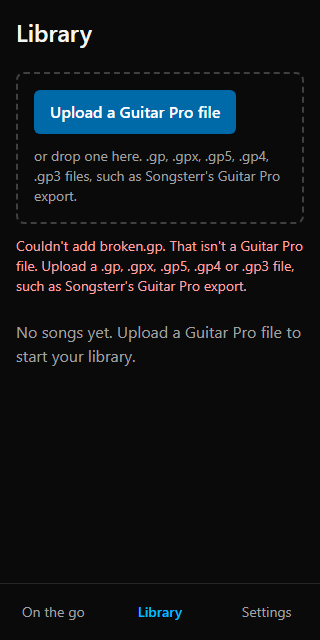 Library
Upload a Guitar Pro file
or drop one here. .gp, .gpx, .gp5, .gp4,
.gp3 files, such as Songsterr's Guitar Pro
export.
Couldn't add broken.gp. That isn't a Guitar Pro
file. Upload a .gp, .gpx, .gp5, .gp4 or .gp3 file,
such as Songsterr's Guitar Pro export.
No songs yet. Upload a Guitar Pro file to
start your library.
On the go
Library
Settings